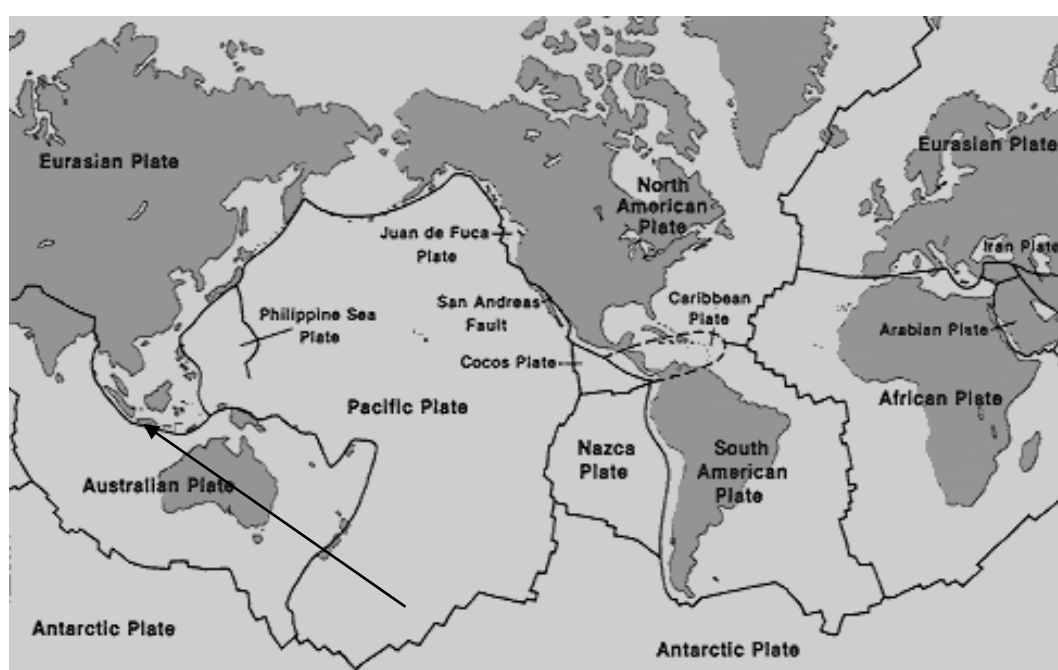 Eurasian Plate
Eurasian Plate
North
American
Plate
Juan de Fuca
Plate
Iran Plate
Philippine Sea
Plate
San Andreas
Fault
Caribbean
Plate
Arabian Plate
Cocos Plate
Pacific Plate
African Plate
Nazca
Plate
South
American
Plate
Australian Plate
Antarctic Plate
Antarctic Plate